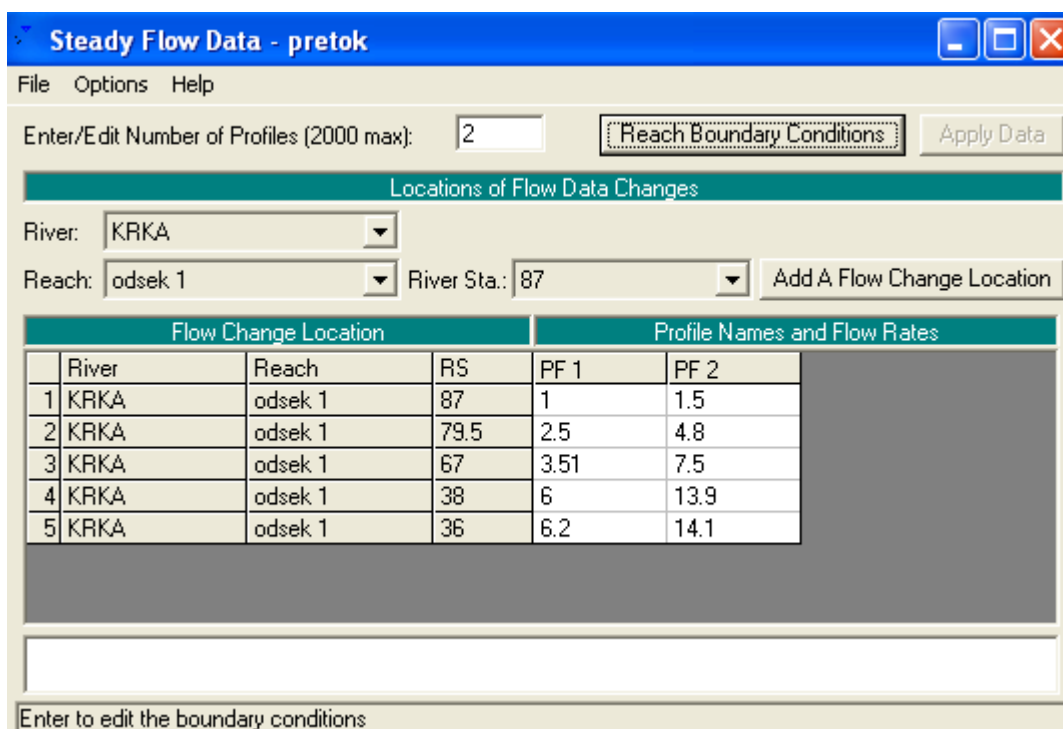 Steady Flow Data - pretok
File Options Help
Enter/Edit Number of Profiles (2000 max): 2 Reach Boundary Conditions Apply Data
Locations of Flow Data Changes
River: KRKA
Reach: odsek 1 River Sta.: 87 Add A Flow Change Location
Flow Change Location Profile Names and Flow Rates
River Reach RS PF 1 PF 2
1 KRKA odsek 1 87 1 1.5
2 KRKA odsek 1 79.5 2.5 4.8
3 KRKA odsek 1 67 3.51 7.5
4 KRKA odsek 1 38 6 13.9
5 KRKA odsek 1 36 6.2 14.1
Enter to edit the boundary conditions